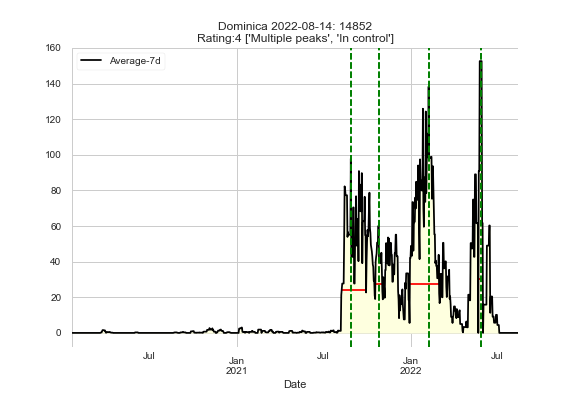 Dominica 2022-08-14: 14852
Rating:4 ['Multiple peaks', 'In control']
160
Average-7d
140
120
100
80
60
40
20
0
Jul
Jan
2021
Jul
Jan
2022
Jul
Date